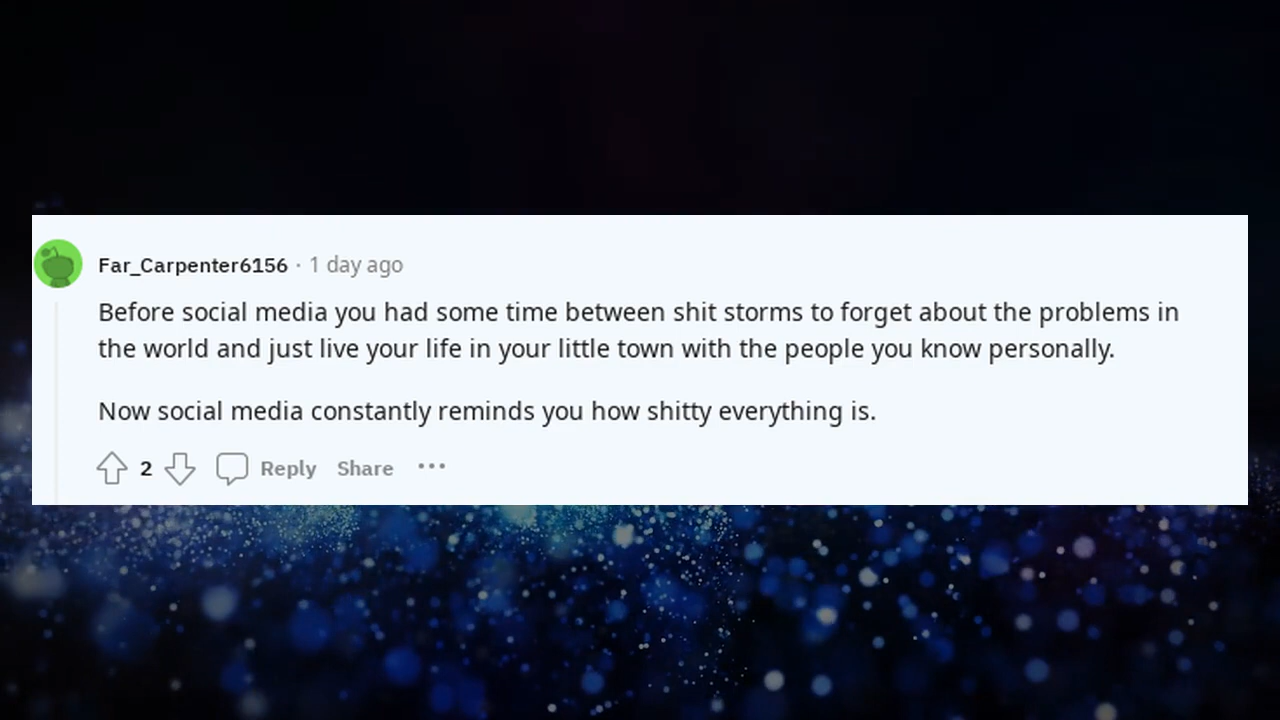 Far_Carpenter6156 · 1 day ago
Before social media you had some time between shit storms to forget about the problems in
the world and just live your life in your little town with the people you know personally.
Now social media constantly reminds you how shitty everything is.
2 Reply Share ···